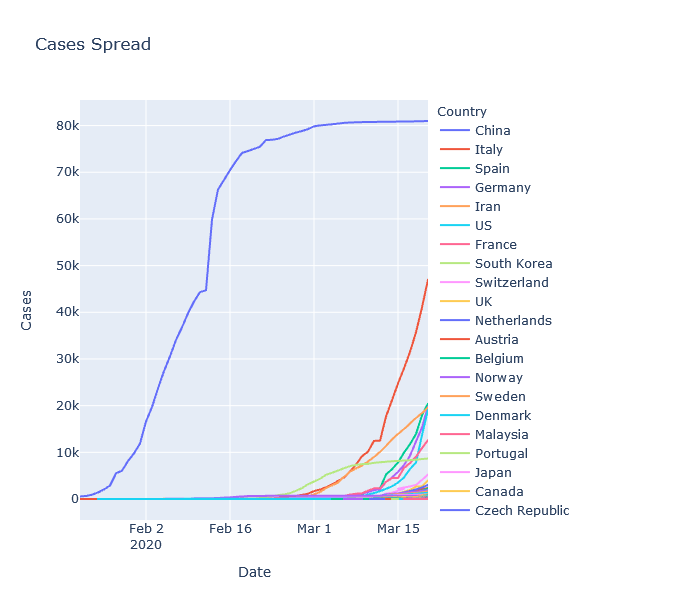 Cases Spread
Country
China
Italy
Spain
Germany
Iran
US
France
South Korea
Switzerland
UK
Netherlands
Austria
Belgium
Norway
Sweden
Denmark
Malaysia
Portugal
Japan
Canada
Czech Republic
80k
70k
60k
50k
40k
30k
20k
10k
0
Cases
Feb 2
2020
Feb 16
Mar 1
Mar 15
Date